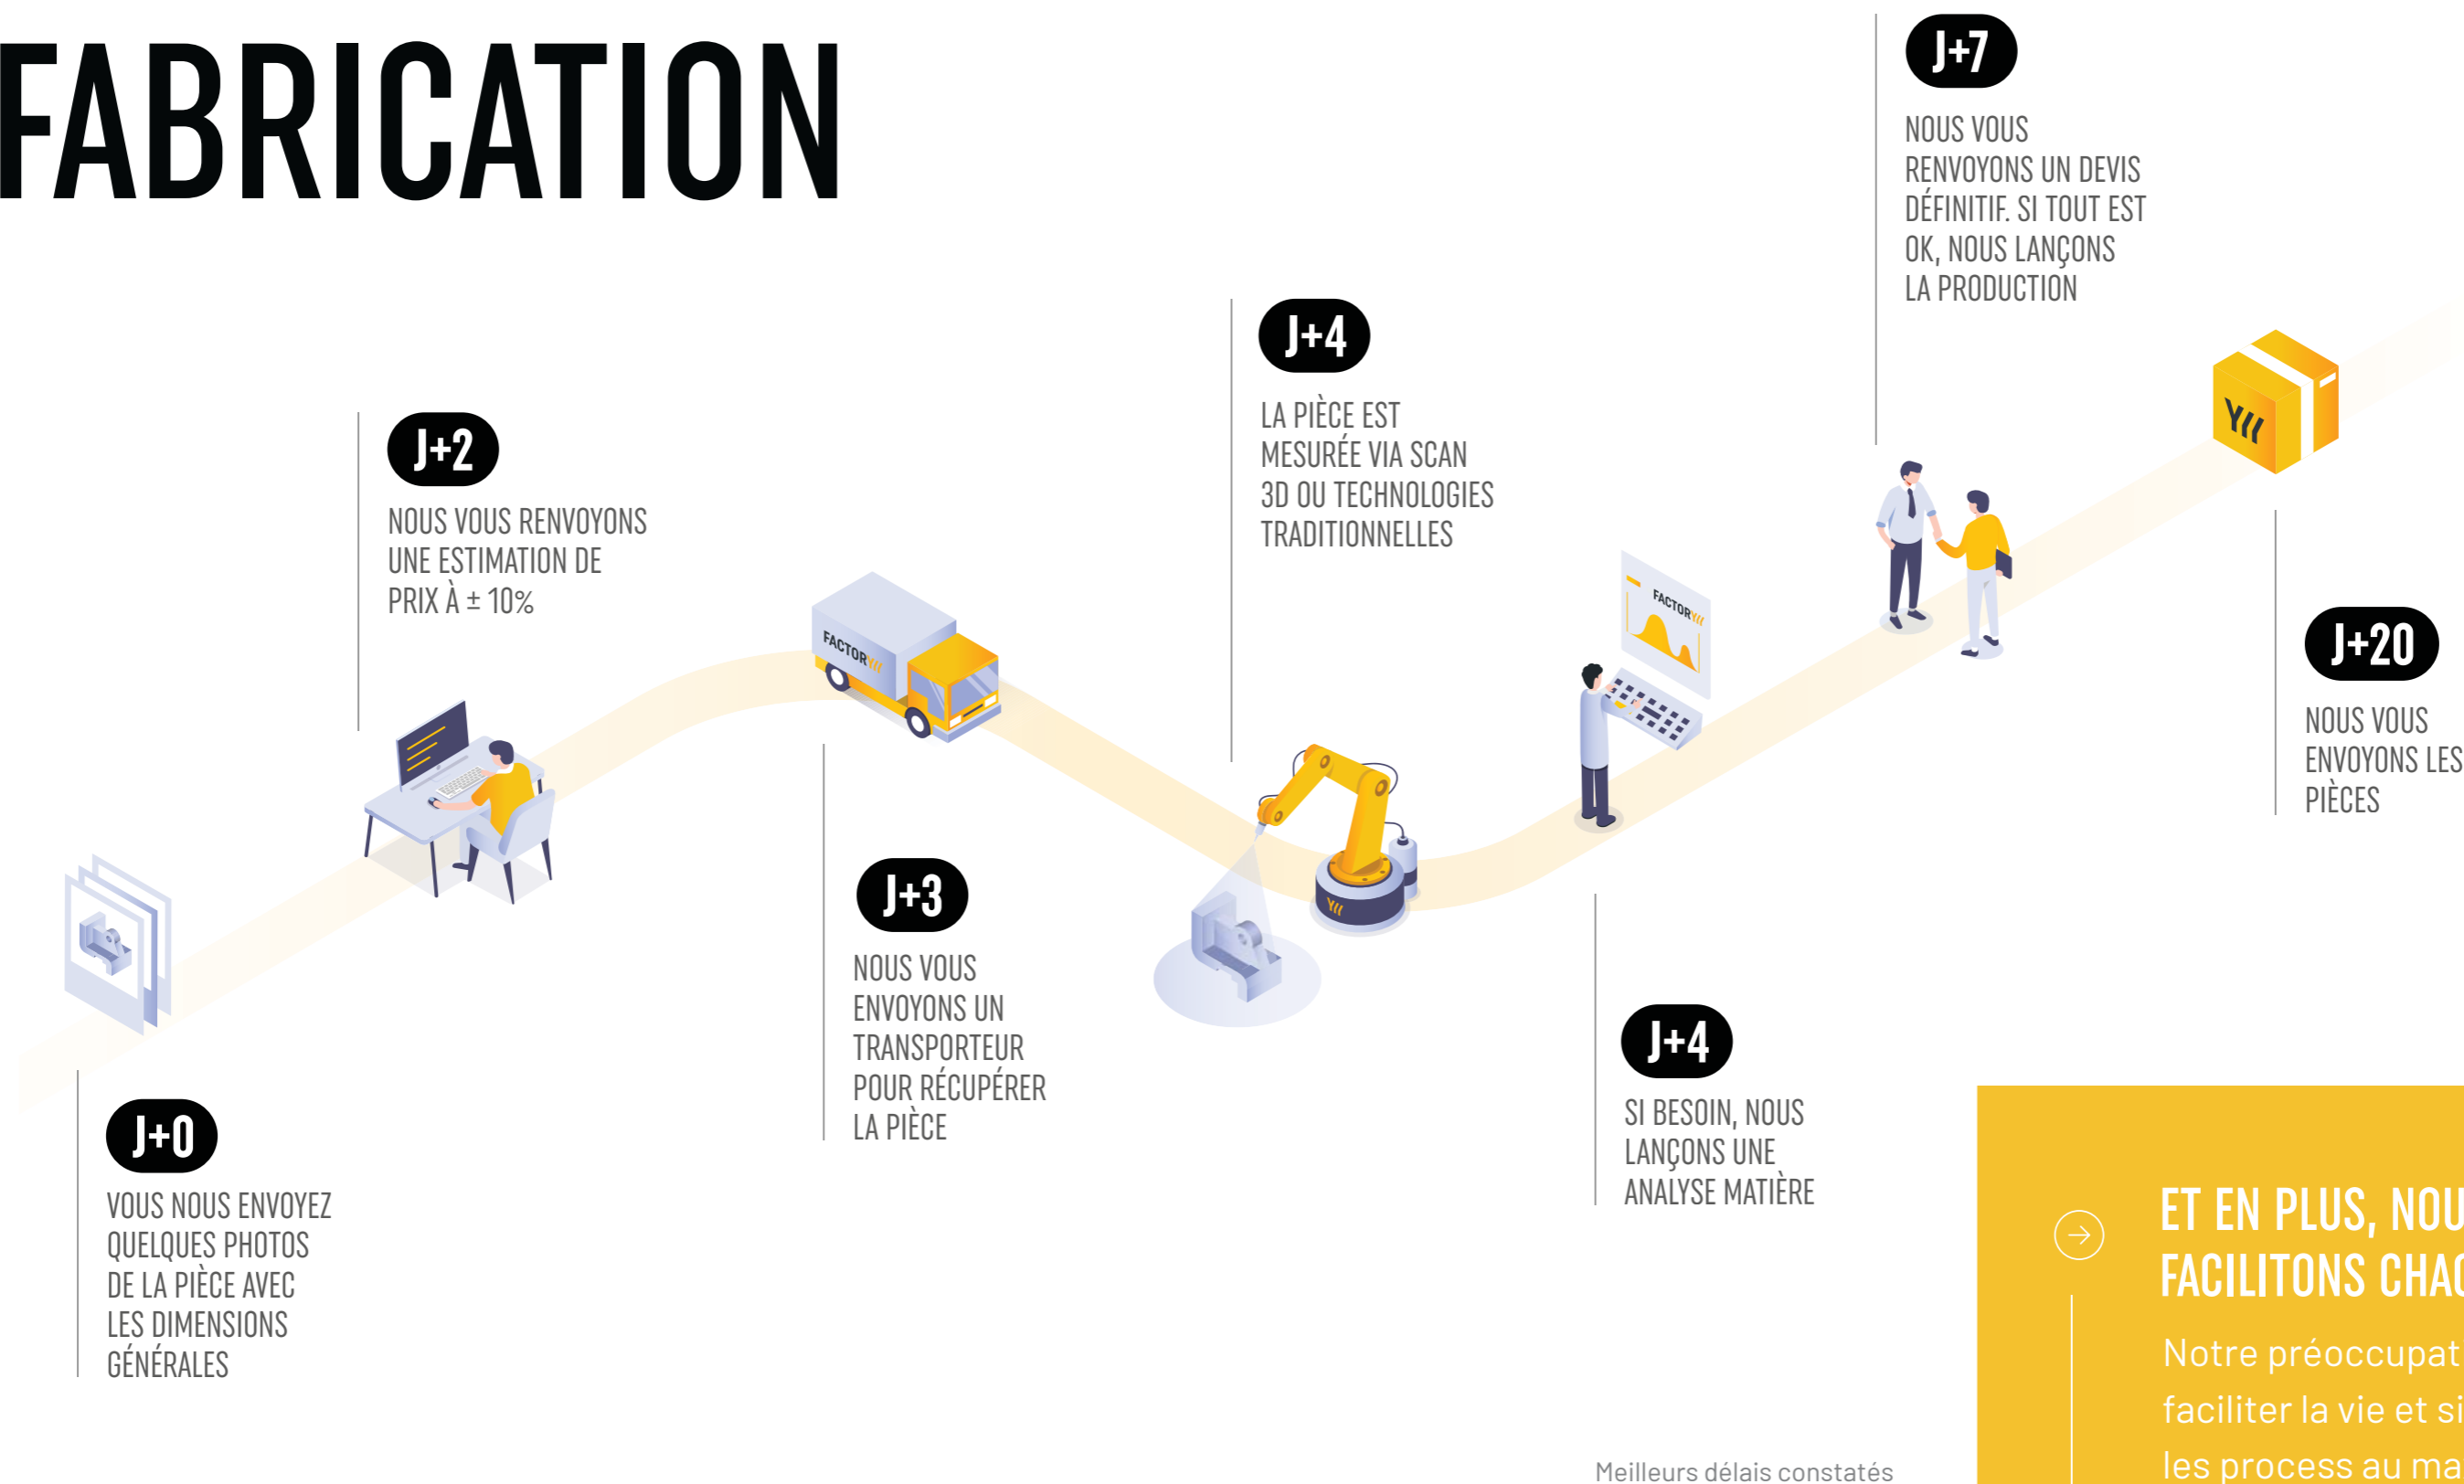 FABRICATION
J+0
VOUS NOUS ENVOYEZ
QUELQUES PHOTOS
DE LA PIÈCE AVEC
LES DIMENSIONS
GÉNÉRALES
J+2
NOUS VOUS RENVOYONS
UNE ESTIMATION DE
PRIX À ± 10%
FACTORY//
J+3
NOUS VOUS
ENVOYONS UN
TRANSPORTEUR
POUR RÉCUPÉRER
LA PIÈCE
J+4
LA PIÈCE EST
MESURÉE VIA SCAN
3D OU TECHNOLOGIES
TRADITIONNELLES
Y//
FACTORY//
J+4
SI BESOIN, NOUS
LANÇONS UNE
ANALYSE MATIÈRE
J+7
NOUS VOUS
RENVOYONS UN DEVIS
DÉFINITIF. SI TOUT EST
OK, NOUS LANÇONS
LA PRODUCTION
Y//
J+20
NOUS VOUS
ENVOYONS LES
PIÈCES
Meilleurs délais constatés
ET EN PLUS, NOU
FACILITONS CHAC
Notre préoccupat
faciliter la vie et si
les process au ma